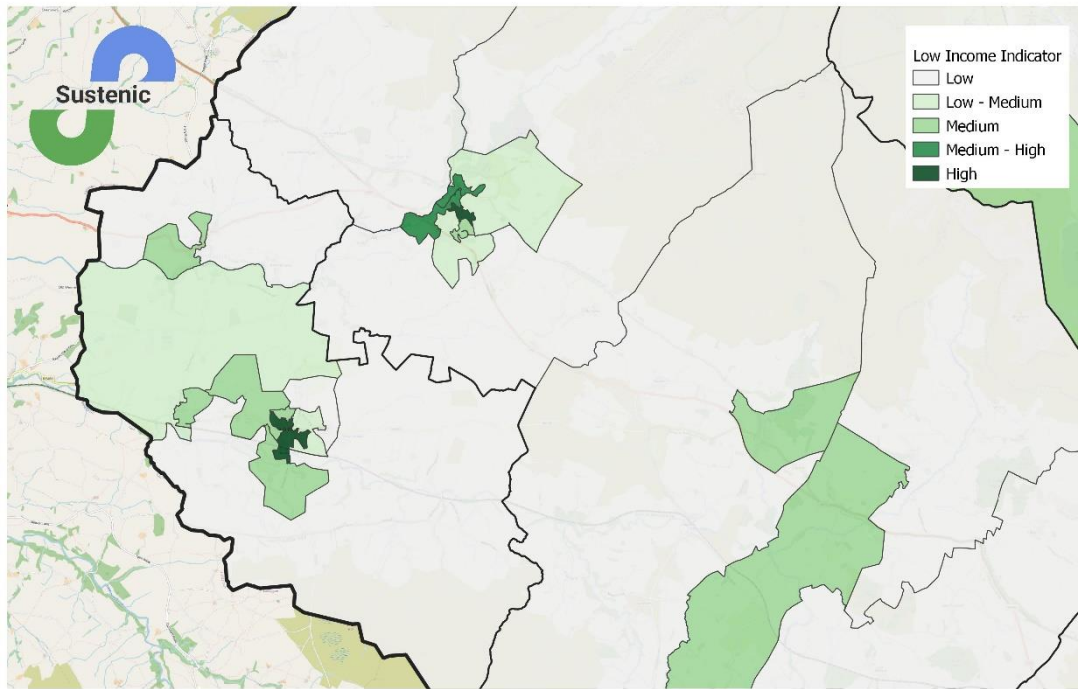 Sustenic
Low Income Indicator
Low
Low - Medium
Medium
Medium - High
High